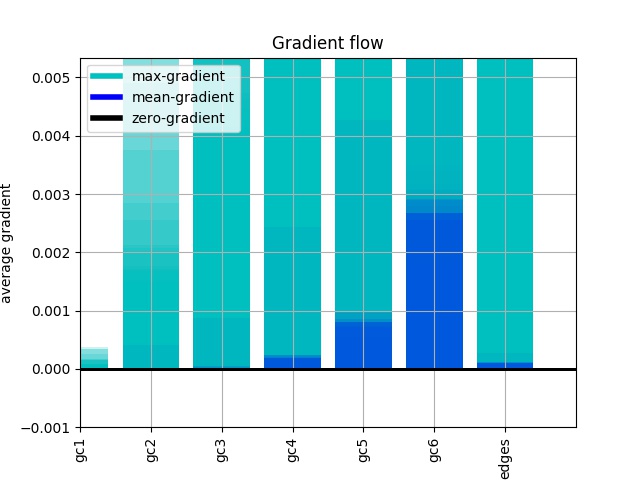 Gradient flow
max-gradient
mean-gradient
zero-gradient
average gradient
0.005
0.004
0.003
0.002
0.001
0.000
−0.001
gc1
gc2
gc3
gc4
gc5
gc6
edges